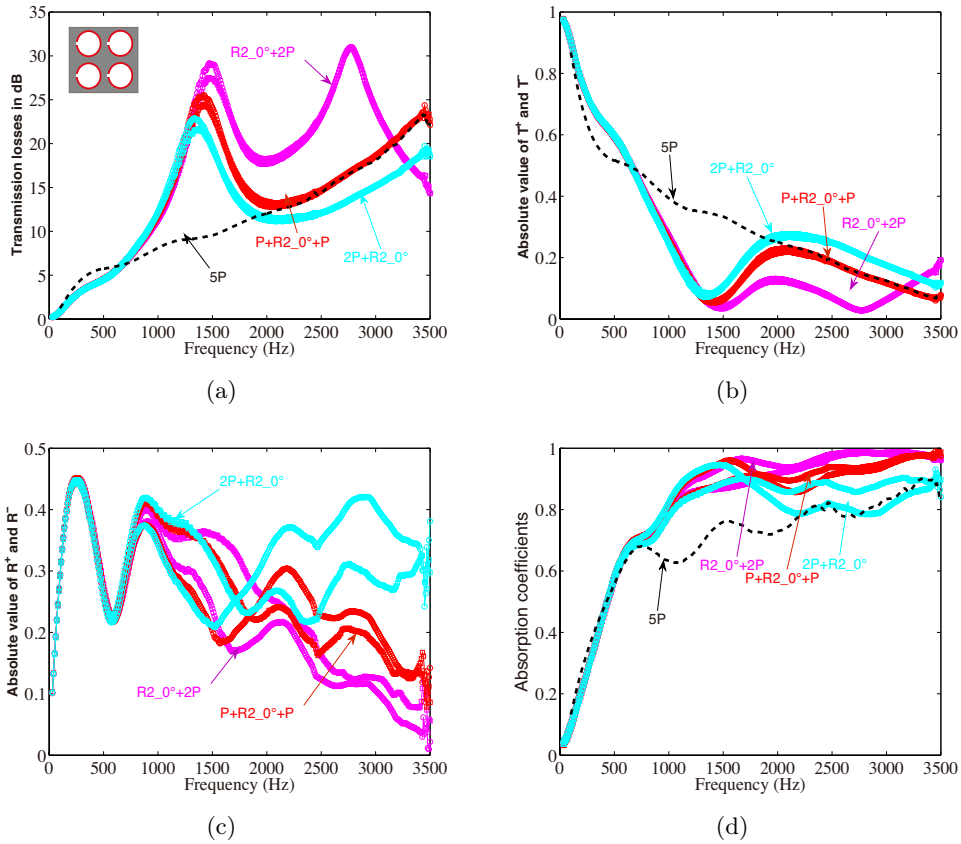 35
30
25
20
15
10
5
0
Transmission losses in dB
R2_0°+2P
5P
P+R2_0°+P
2P+R2_0°
0 500 1000 1500 2000 2500 3000 3500
Frequency (Hz)
(a)
1
0.8
0.6
0.4
0.2
0
Absolute value of T⁺ and T⁻
5P
2P+R2_0°
P+R2_0°+P
R2_0°+2P
0 500 1000 1500 2000 2500 3000 3500
Frequency (Hz)
(b)
0.5
0.4
0.3
0.2
0.1
0
Absolute value of R⁺ and R⁻
2P+R2_0°
R2_0°+2P
P+R2_0°+P
0 500 1000 1500 2000 2500 3000 3500
Frequency (Hz)
(c)
1
0.8
0.6
0.4
0.2
0
Absorption coefficients
R2_0°+2P
P+R2_0°+P
2P+R2_0°
5P
0 500 1000 1500 2000 2500 3000 3500
Frequency (Hz)
(d)